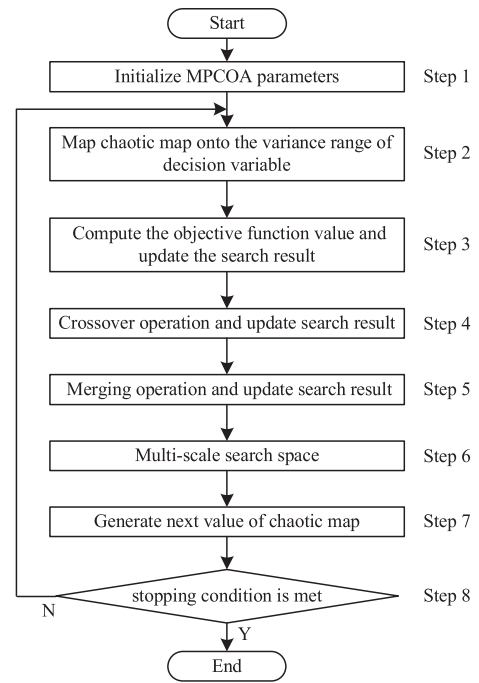 Start
Initialize MPCOA parameters
Step 1
Map chaotic map onto the variance range of
decision variable
Step 2
Compute the objective function value and
update the search result
Step 3
Crossover operation and update search result
Step 4
Merging operation and update search result
Step 5
Multi-scale search space
Step 6
Generate next value of chaotic map
Step 7
stopping condition is met
Step 8
N
Y
End